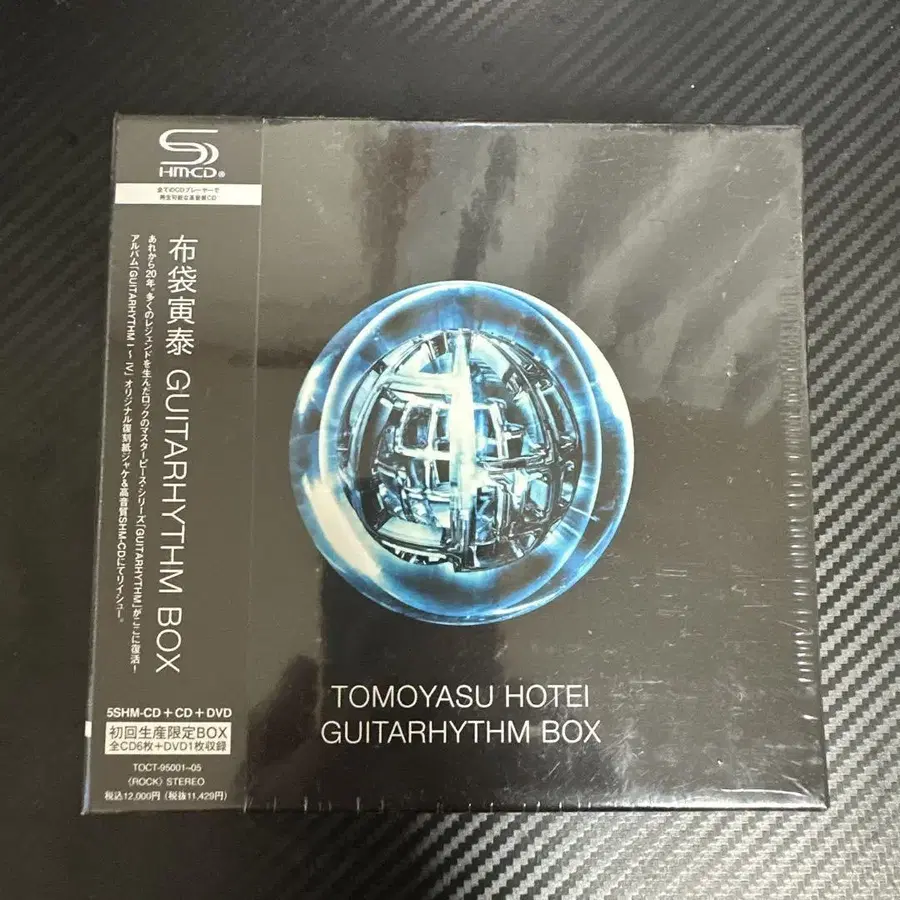 SHM-CD®
全てのCDプレーヤーで
再生可能な高音質CD
布袋寅泰 GUITARHYTHM BOX
あれから20年。多くのレジェンドを生んだロックのマスターピース・シリーズ「GUITARHYTHM」がここに復活!
アルバム「GUITARHYTHM I～IV」オリジナル復刻紙ジャケ&高音質SHM-CDにてリイシュー。
5SHM-CD+CD+DVD
初回生産限定BOX
全CD6枚+DVD1枚収録
TOCT-95001~05
〈ROCK〉 STEREO
税込12,000円 (税抜11,429円)
TOMOYASU HOTEI
GUITARHYTHM BOX